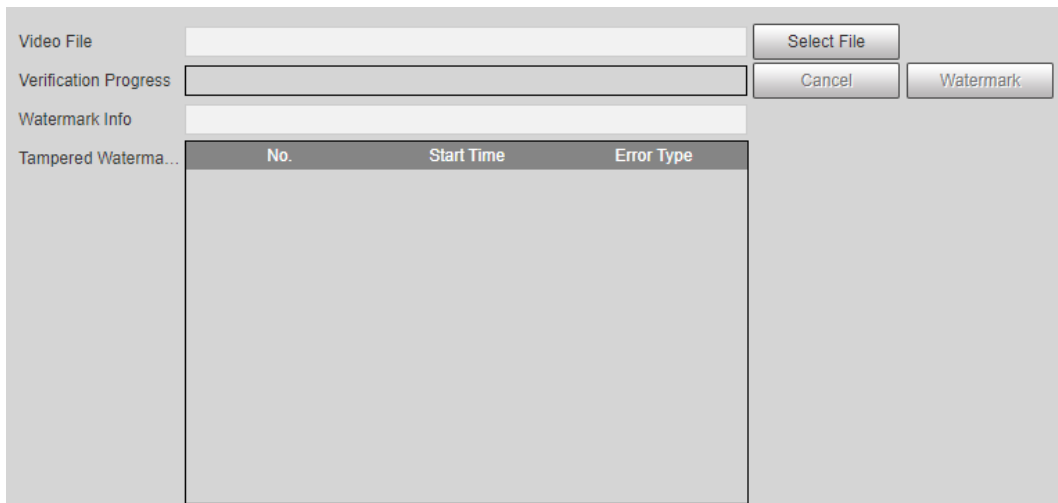 Video File Select File
Verification Progress Cancel Watermark
Watermark Info
Tampered Waterma... No. Start Time Error Type